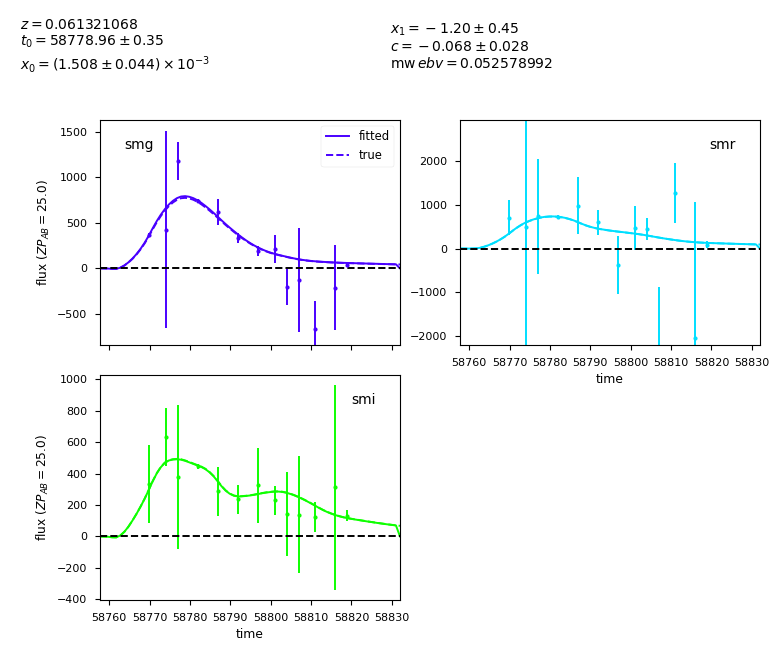 z = 0.061321068
t₀ = 58778.96 ± 0.35
x₀ = (1.508 ± 0.044) × 10⁻³
x₁ = −1.20 ± 0.45
c = −0.068 ± 0.028
mw ebv = 0.052578992
smg
fitted
true
1500
1000
500
0
−500
flux (ZP_AB = 25.0)
smr
2000
1000
0
−1000
−2000
58760 58770 58780 58790 58800 58810 58820 58830
time
smi
1000
800
600
400
200
0
−200
−400
flux (ZP_AB = 25.0)
58760 58770 58780 58790 58800 58810 58820 58830
time